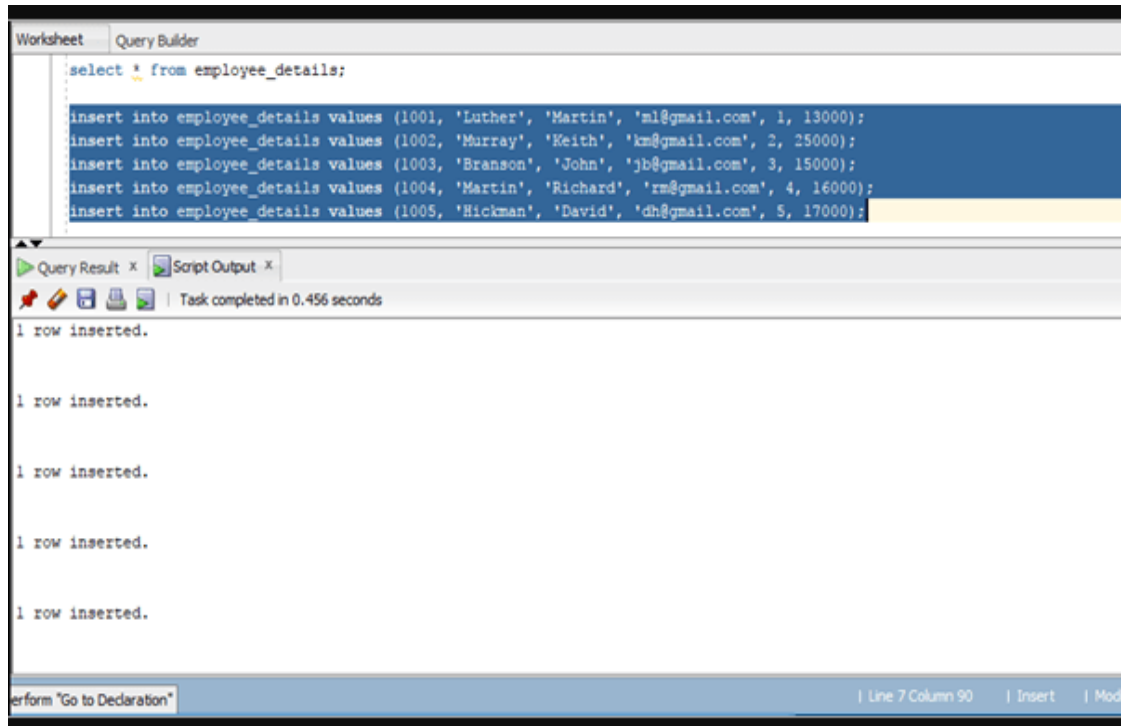 Worksheet Query Builder
select * from employee_details;
insert into employee_details values (1001, 'Luther', 'Martin', 'ml@gmail.com', 1, 13000);
insert into employee_details values (1002, 'Murray', 'Keith', 'km@gmail.com', 2, 25000);
insert into employee_details values (1003, 'Branson', 'John', 'jb@gmail.com', 3, 15000);
insert into employee_details values (1004, 'Martin', 'Richard', 'rm@gmail.com', 4, 16000);
insert into employee_details values (1005, 'Hickman', 'David', 'dh@gmail.com', 5, 17000);
Query Result x Script Output x
| Task completed in 0.456 seconds
1 row inserted.
1 row inserted.
1 row inserted.
1 row inserted.
1 row inserted.
erform "Go to Declaration" | Line 7 Column 90 | Insert | Mod